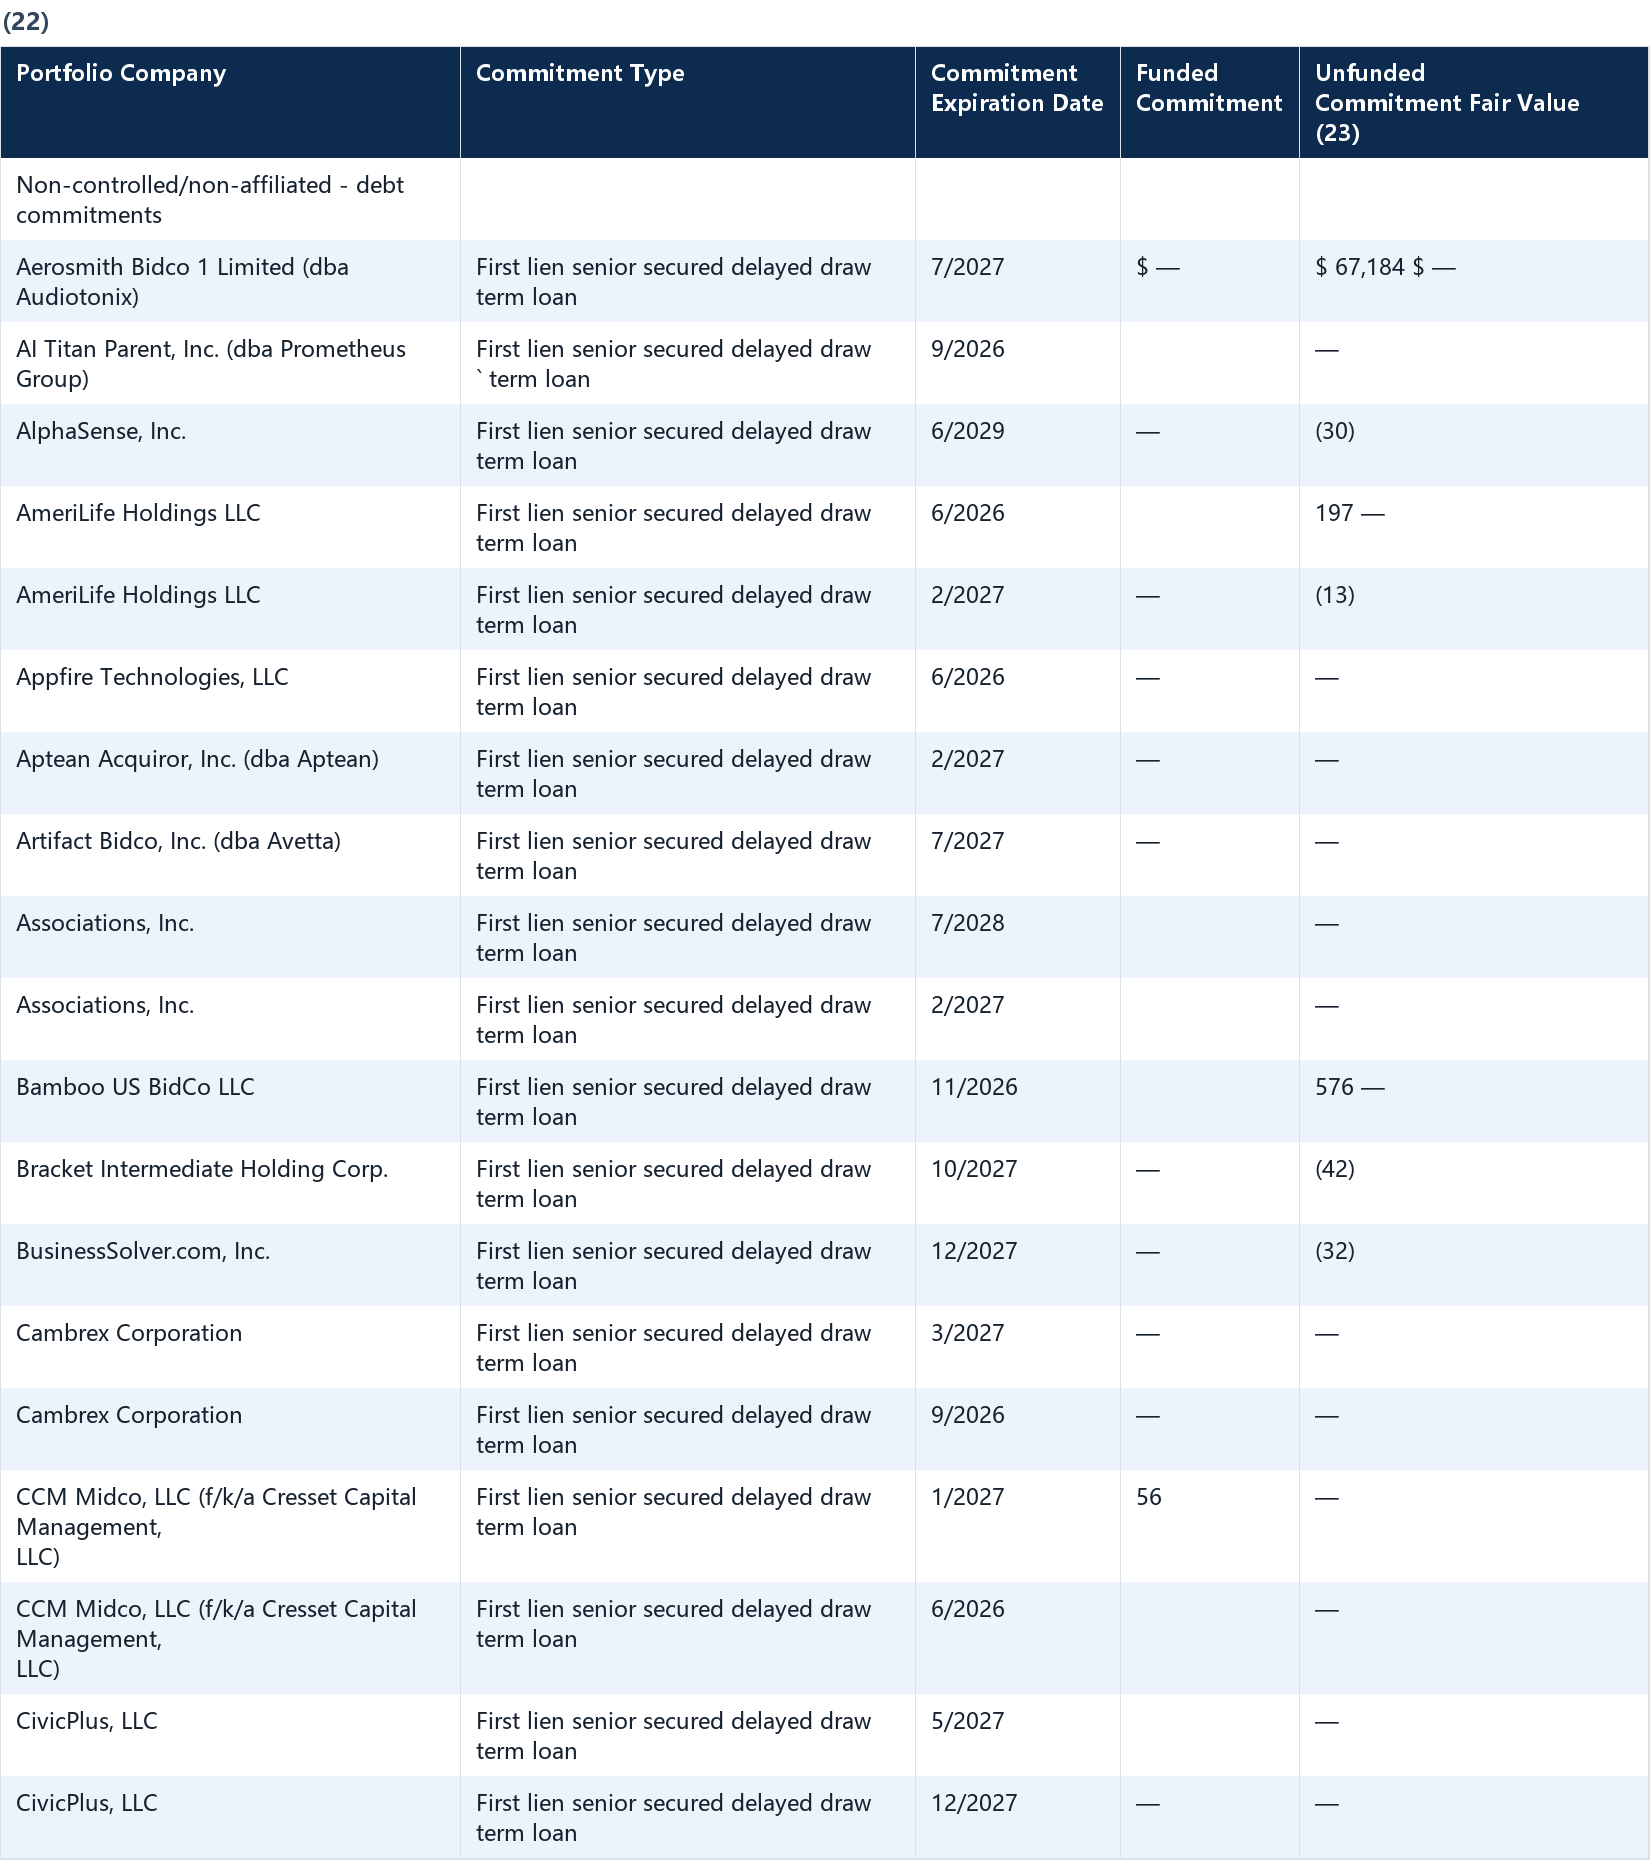 (22)
Portfolio Company
Commitment Type
Commitment
Expiration Date
Funded
Commitment
Unfunded
Commitment Fair Value
(23)
Non-controlled/non-affiliated - debt
commitments
Aerosmith Bidco 1 Limited (dba
Audiotonix)
First lien senior secured delayed draw
term loan
7/2027
$ —
$ 67,184 $ —
AI Titan Parent, Inc. (dba Prometheus
Group)
First lien senior secured delayed draw
` term loan
9/2026
—
AlphaSense, Inc.
First lien senior secured delayed draw
term loan
6/2029
—
(30)
AmeriLife Holdings LLC
First lien senior secured delayed draw
term loan
6/2026
197 —
AmeriLife Holdings LLC
First lien senior secured delayed draw
term loan
2/2027
—
(13)
Appfire Technologies, LLC
First lien senior secured delayed draw
term loan
6/2026
—
—
Aptean Acquiror, Inc. (dba Aptean)
First lien senior secured delayed draw
term loan
2/2027
—
—
Artifact Bidco, Inc. (dba Avetta)
First lien senior secured delayed draw
term loan
7/2027
—
—
Associations, Inc.
First lien senior secured delayed draw
term loan
7/2028
—
Associations, Inc.
First lien senior secured delayed draw
term loan
2/2027
—
Bamboo US BidCo LLC
First lien senior secured delayed draw
term loan
11/2026
576 —
Bracket Intermediate Holding Corp.
First lien senior secured delayed draw
term loan
10/2027
—
(42)
BusinessSolver.com, Inc.
First lien senior secured delayed draw
term loan
12/2027
—
(32)
Cambrex Corporation
First lien senior secured delayed draw
term loan
3/2027
—
—
Cambrex Corporation
First lien senior secured delayed draw
term loan
9/2026
—
—
CCM Midco, LLC (f/k/a Cresset Capital
Management,
LLC)
First lien senior secured delayed draw
term loan
1/2027
56
—
CCM Midco, LLC (f/k/a Cresset Capital
Management,
LLC)
First lien senior secured delayed draw
term loan
6/2026
—
CivicPlus, LLC
First lien senior secured delayed draw
term loan
5/2027
—
CivicPlus, LLC
First lien senior secured delayed draw
term loan
12/2027
—
—